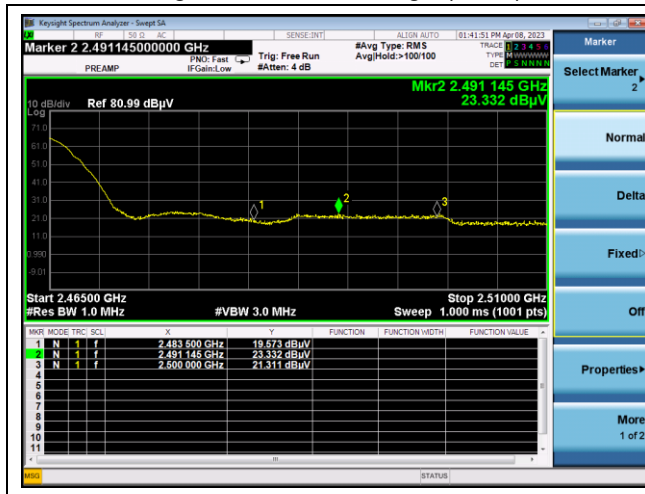 Keysight Spectrum Analyzer - Swept SA
RF 50 Ω AC SENSE:INT ALIGN AUTO 01:41:51 PM Apr 08, 2023
Marker 2 2.491145000000 GHz
PREAMP
PNO: Fast
IFGain:Low
Trig: Free Run
#Atten: 4 dB
#Avg Type: RMS
Avg|Hold:>100/100
TRACE 1 2 3 4 5 6
TYPE M WWWWW
DET P S N N N N
Mkr2 2.491 145 GHz
23.332 dBµV
10 dB/div Ref 80.99 dBµV
Log
71.0
61.0
51.0
41.0
31.0
21.0
11.0
0.990
-9.01
1
2
3
Start 2.46500 GHz Stop 2.51000 GHz
#Res BW 1.0 MHz #VBW 3.0 MHz Sweep 1.000 ms (1001 pts)
MKR MODE TRC SCL X Y FUNCTION FUNCTION WIDTH FUNCTION VALUE
1 N 1 f 2.483 500 GHz 19.573 dBµV
2 N 1 f 2.491 145 GHz 23.332 dBµV
3 N 1 f 2.500 000 GHz 21.311 dBµV
4
5
6
7
8
9
10
11
MSG STATUS
Marker
Select Marker
2
Normal
Delta
Fixed
Off
Properties
More
1 of 2